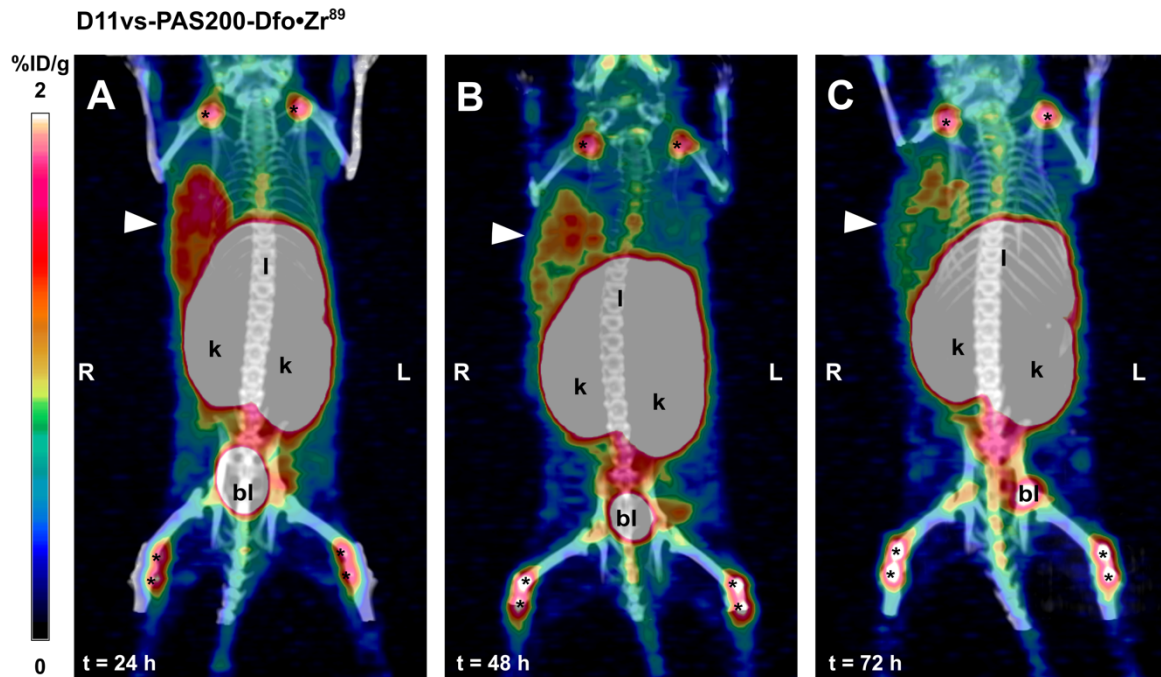 D11vs-PAS200-Dfo•Zr⁸⁹
%ID/g
2
0
A
*
*
l
k
k
R
L
bl
*
*
*
*
t = 24 h
B
*
*
l
k
k
R
L
bl
*
*
*
*
t = 48 h
C
*
*
l
k
k
R
L
bl
*
*
*
*
t = 72 h